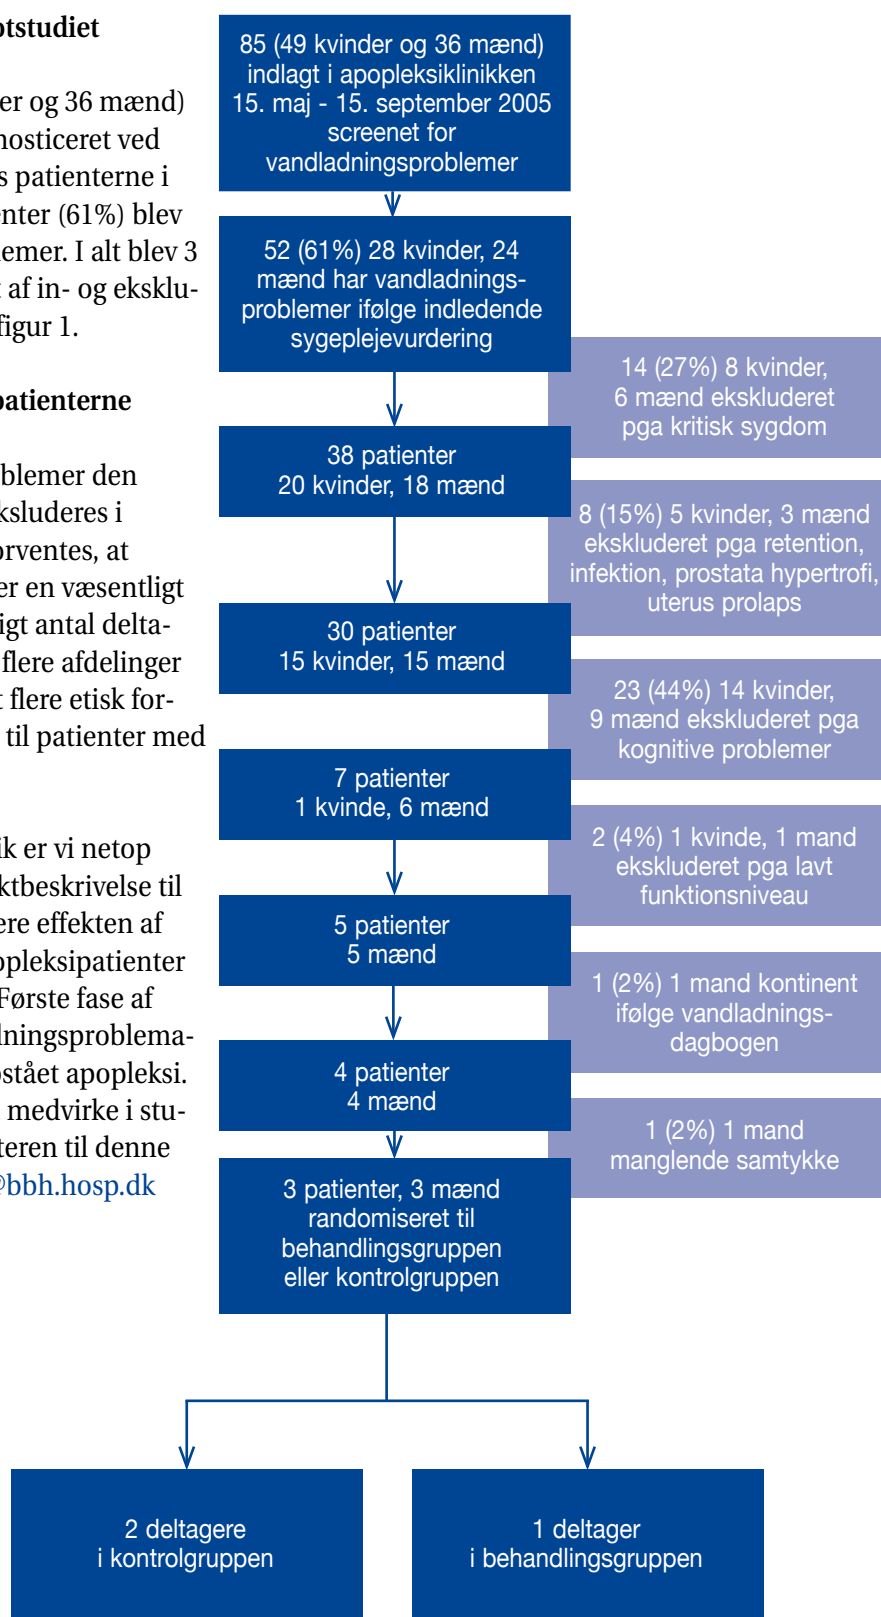 otstudiet
er og 36 mænd)
nosticeret ved
s patienterne i
enter (61%) blev
lemer. I alt blev 3
t af in- og eksklu-
figur 1.
patienterne
oblemer den
ksluderes i
orventes, at
er en væsentligt
igt antal delta-
flere afdelinger
t flere etisk for-
til patienter med
ik er vi netop
ktbeskrivelse til
ere effekten af
opleksipatienter
Første fase af
dningsproblema-
ostået apopleksi.
medvirke i stu-
teren til denne
@bbh.hosp.dk
85 (49 kvinder og 36 mænd)
indlagt i apopleksiklinikken
15. maj - 15. september 2005
screenet for
vandladningsproblemer
52 (61%) 28 kvinder, 24
mænd har vandladnings-
problemer ifølge indledende
sygeplejevurdering
14 (27%) 8 kvinder,
6 mænd ekskluderet
pga kritisk sygdom
38 patienter
20 kvinder, 18 mænd
8 (15%) 5 kvinder, 3 mænd
ekskluderet pga retention,
infektion, prostata hypertrofi,
uterus prolaps
30 patienter
15 kvinder, 15 mænd
23 (44%) 14 kvinder,
9 mænd ekskluderet pga
kognitive problemer
7 patienter
1 kvinde, 6 mænd
2 (4%) 1 kvinde, 1 mand
ekskluderet pga lavt
funktionsniveau
5 patienter
5 mænd
1 (2%) 1 mand kontinent
ifølge vandladnings-
dagbogen
4 patienter
4 mænd
1 (2%) 1 mand
manglende samtykke
3 patienter, 3 mænd
randomiseret til
behandlingsgruppen
eller kontrolgruppen
2 deltagere
i kontrolgruppen
1 deltager
i behandlingsgruppen